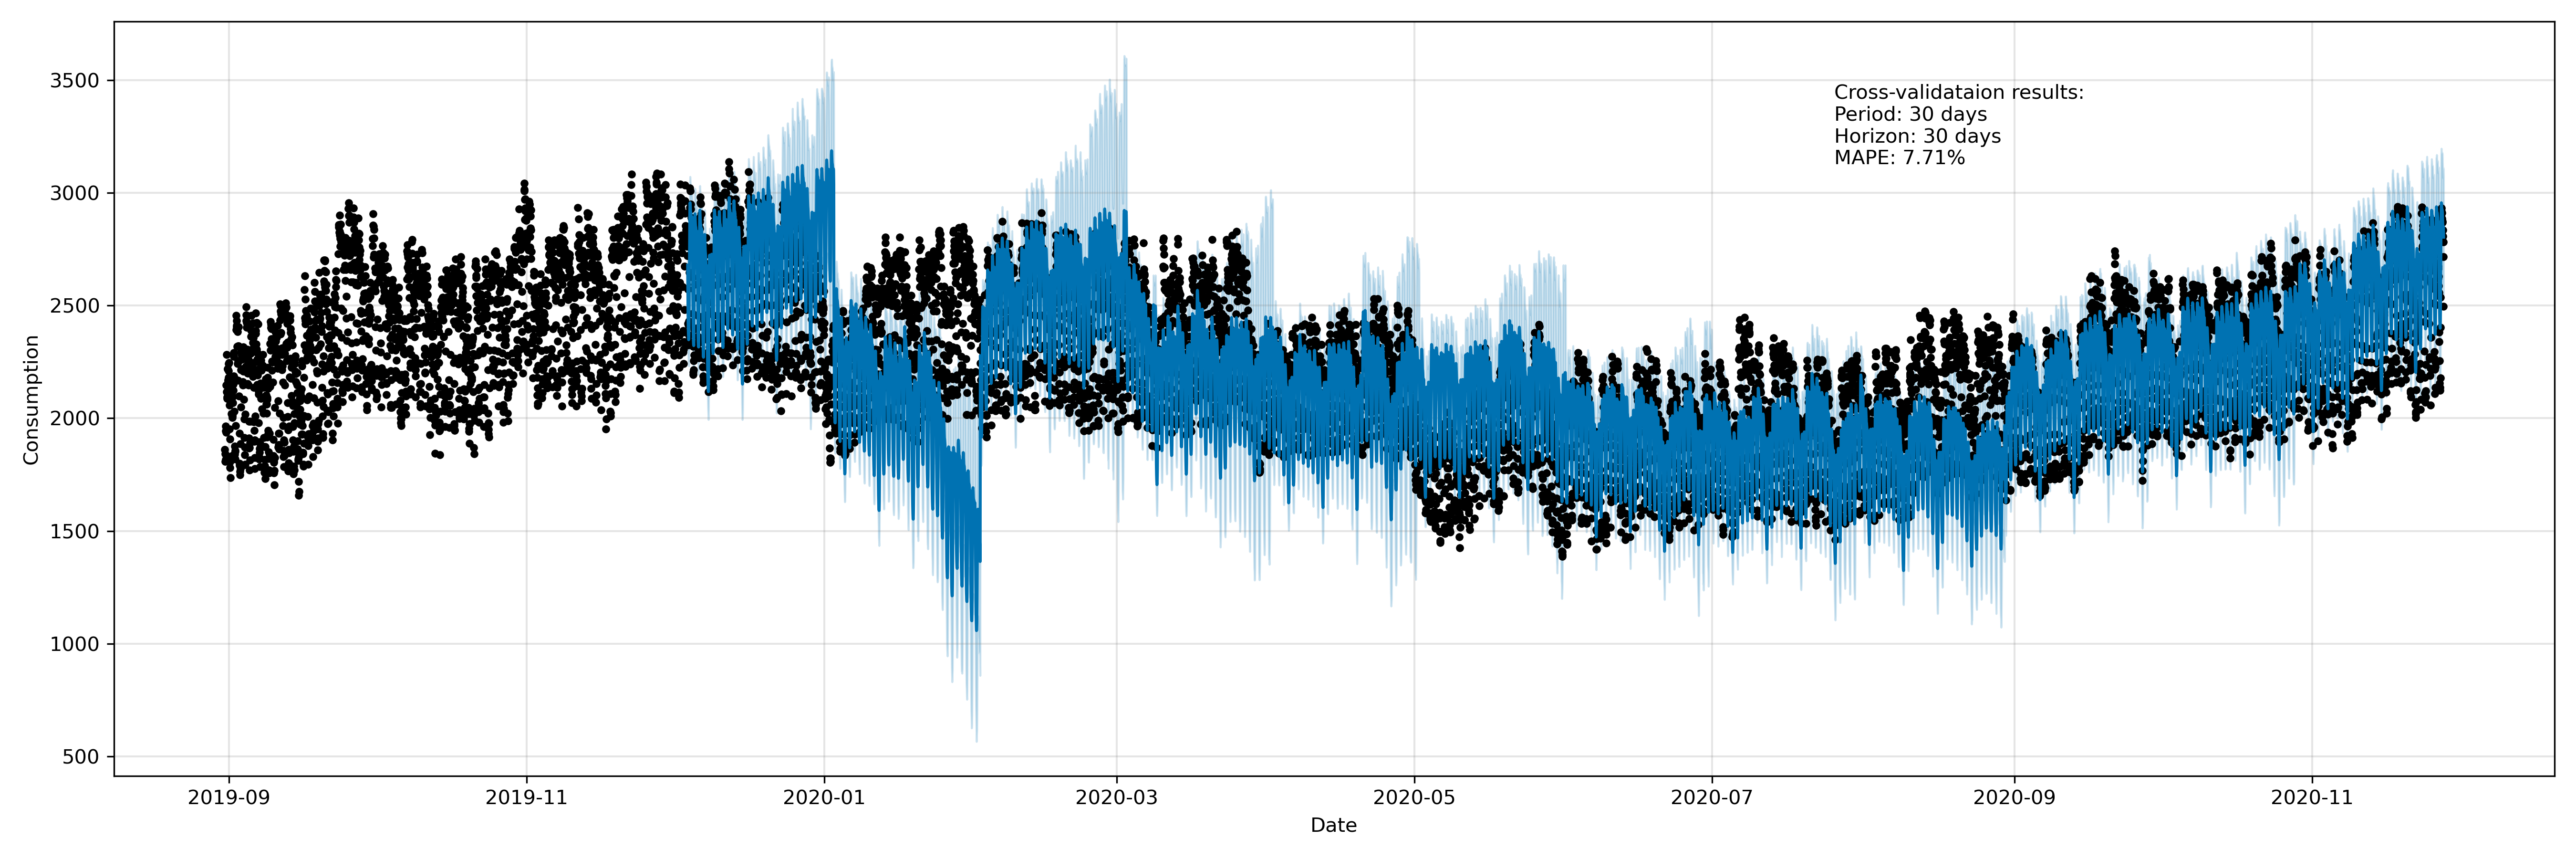 3500
3000
2500
2000
1500
1000
500
Consumption
Cross-validataion results:
Period: 30 days
Horizon: 30 days
MAPE: 7.71%
2019-09
2019-11
2020-01
2020-03
2020-05
2020-07
2020-09
2020-11
Date